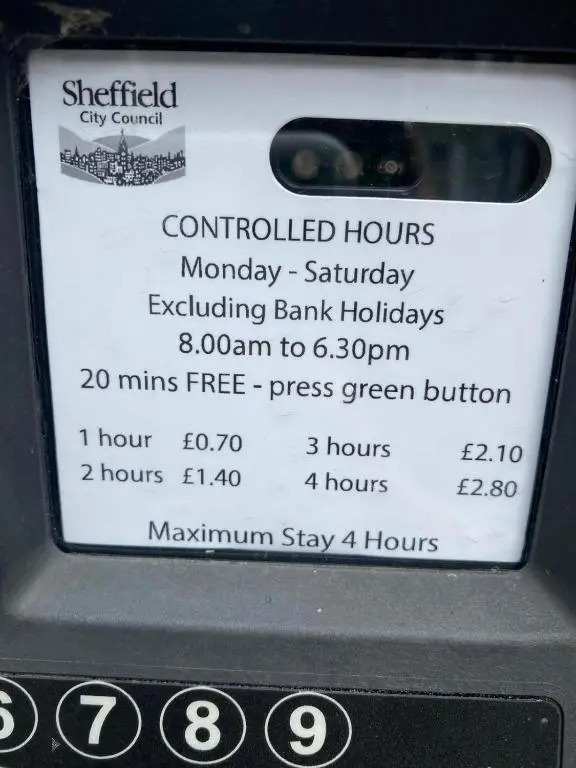 Sheffield
City Council
CONTROLLED HOURS
Monday - Saturday
Excluding Bank Holidays
8.00am to 6.30pm
20 mins FREE - press green button
1 hour £0.70 3 hours £2.10
2 hours £1.40 4 hours £2.80
Maximum Stay 4 Hours
6 7 8 9